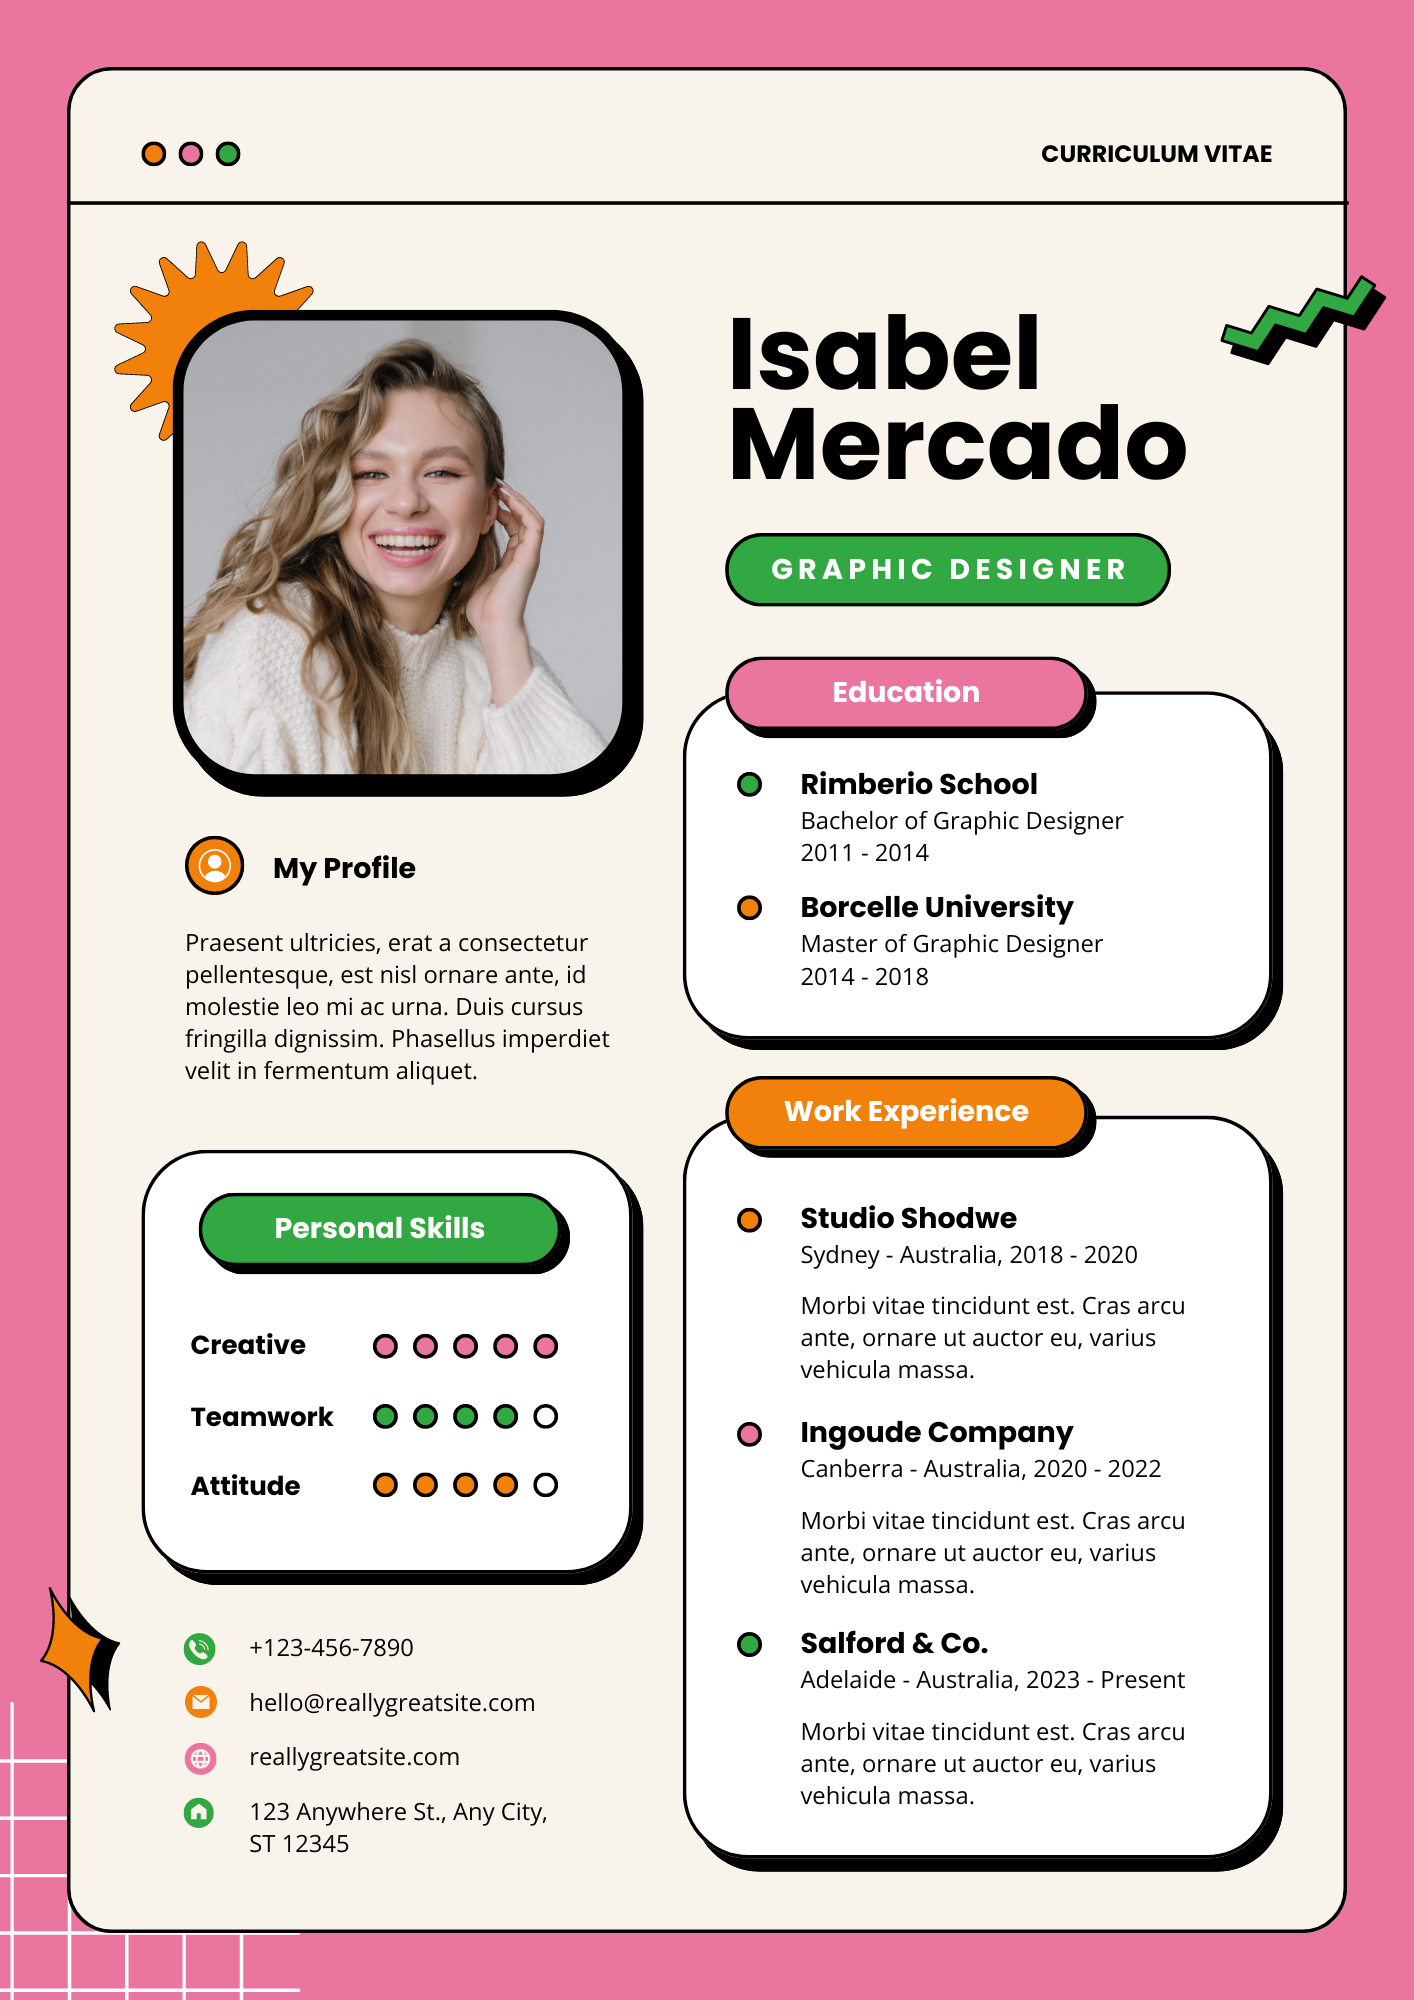 CURRICULUM VITAE
Isabel
Mercado
GRAPHIC DESIGNER
My Profile
Praesent ultricies, erat a consectetur
pellentesque, est nisl ornare ante, id
molestie leo mi ac urna. Duis cursus
fringilla dignissim. Phasellus imperdiet
velit in fermentum aliquet.
Personal Skills
Creative
Teamwork
Attitude
+123-456-7890
hello@reallygreatsite.com
reallygreatsite.com
123 Anywhere St., Any City,
ST 12345
Education
Rimberio School
Bachelor of Graphic Designer
2011 - 2014
Borcelle University
Master of Graphic Designer
2014 - 2018
Work Experience
Studio Shodwe
Sydney - Australia, 2018 - 2020
Morbi vitae tincidunt est. Cras arcu
ante, ornare ut auctor eu, varius
vehicula massa.
Ingoude Company
Canberra - Australia, 2020 - 2022
Morbi vitae tincidunt est. Cras arcu
ante, ornare ut auctor eu, varius
vehicula massa.
Salford & Co.
Adelaide - Australia, 2023 - Present
Morbi vitae tincidunt est. Cras arcu
ante, ornare ut auctor eu, varius
vehicula massa.